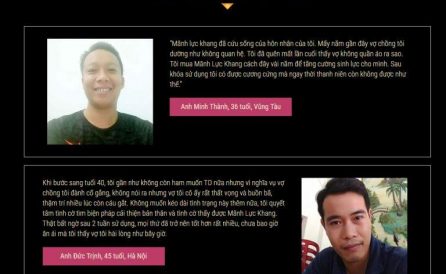 "Mãnh Lực khang đã cứu sống của hôn nhân của tôi. Mấy năm gần đây vợ chồng tôi
dường như không quan hệ. Tôi đã quên mất lần cuối thấy vợ không quần áo ra sao.
Tôi mua Mãnh Lực Khang cách đây vài năm để tăng cường sinh lực cho mình. Sau
khóa sử dụng tôi có được cương cứng mà ngay thời thanh niên còn không được như
thế."
Anh Minh Thành, 36 tuổi, Vũng Tàu
Khi bước sang tuổi 40, tôi gần như không còn ham muốn TD nữa nhưng vì nghĩa vụ vợ
chồng tôi đành cố gắng, không nói ra nhưng vợ tôi cô ấy rất thất vọng và buồn bã,
thậm trí nhiều lúc còn cáu gắt. Không muốn kéo dài tình trạng này thêm nữa, tôi quyết
tâm tình cờ tìm biện pháp cải thiện bản thân và tình cờ thấy được Mãnh Lực Khang.
Thật bất ngờ sau 2 tuần sử dụng, mọi thứ đã trở nên tốt hơn rất nhiều, chưa bao giờ
ân ái mà tôi thấy vợ tôi hài lòng như bây giờ
Anh Đức Trịnh, 45 tuổi, Hà Nội